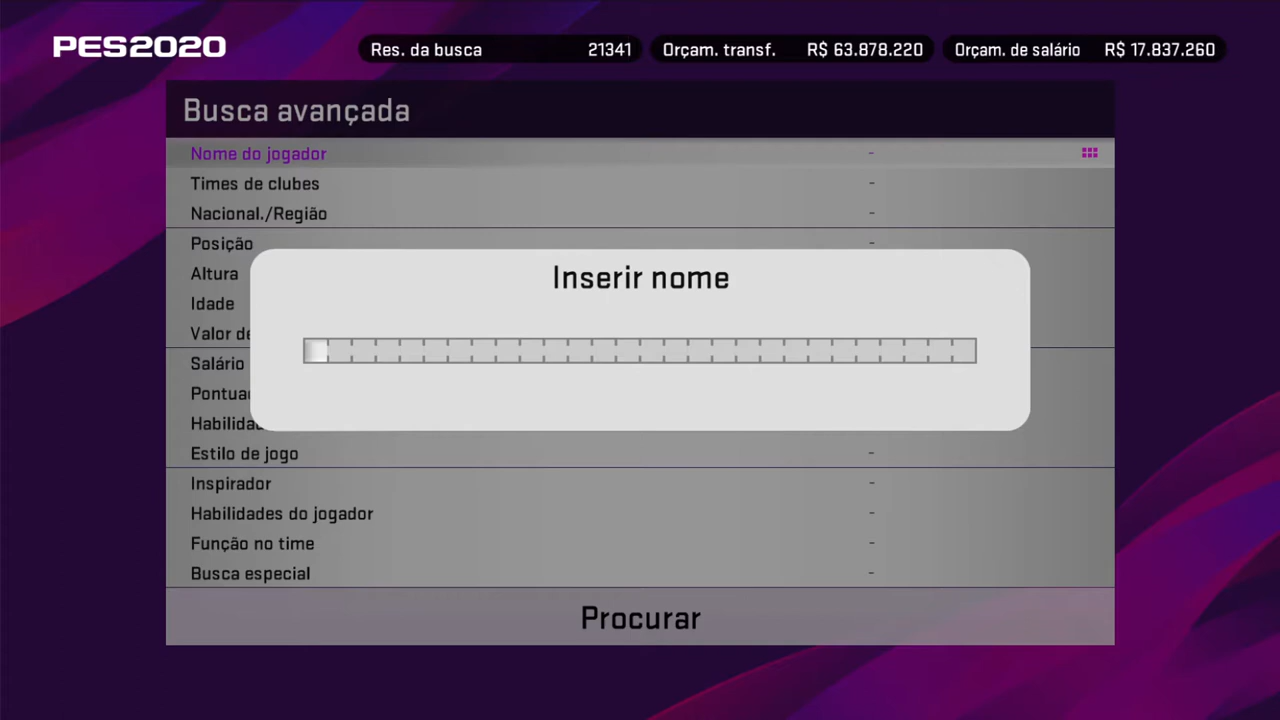 PES2020
Res. da busca 21341
Orçam. transf. R$ 63.878.220
Orçam. de salário R$ 17.837.260
Busca avançada
Nome do jogador -
Times de clubes -
Nacional./Região -
Posição -
Altura
Idade
Valor de
Inserir nome
Salário
Pontua
Habilida
Estilo de jogo -
Inspirador -
Habilidades do jogador -
Função no time -
Busca especial -
Procurar